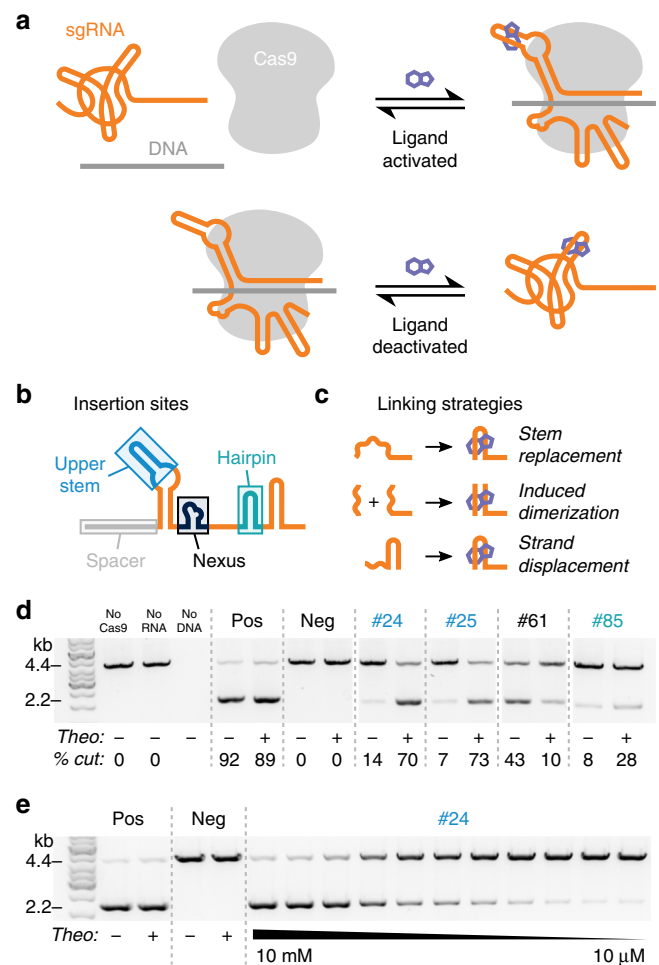 a
sgRNA
Cas9
DNA
Ligand
activated
Ligand
deactivated
b
Insertion sites
Upper
stem
Hairpin
Spacer
Nexus
c
Linking strategies
Stem
replacement
+
Induced
dimerization
Strand
displacement
d
No Cas9 No RNA No DNA Pos Neg #24 #25 #61 #85
kb
4.4–
2.2–
Theo: – – – – + – + – + – + – + – +
% cut: 0 0 92 89 0 0 14 70 7 73 43 10 8 28
e
Pos Neg #24
kb
4.4–
2.2–
Theo: – + – +
10 mM 10 μM